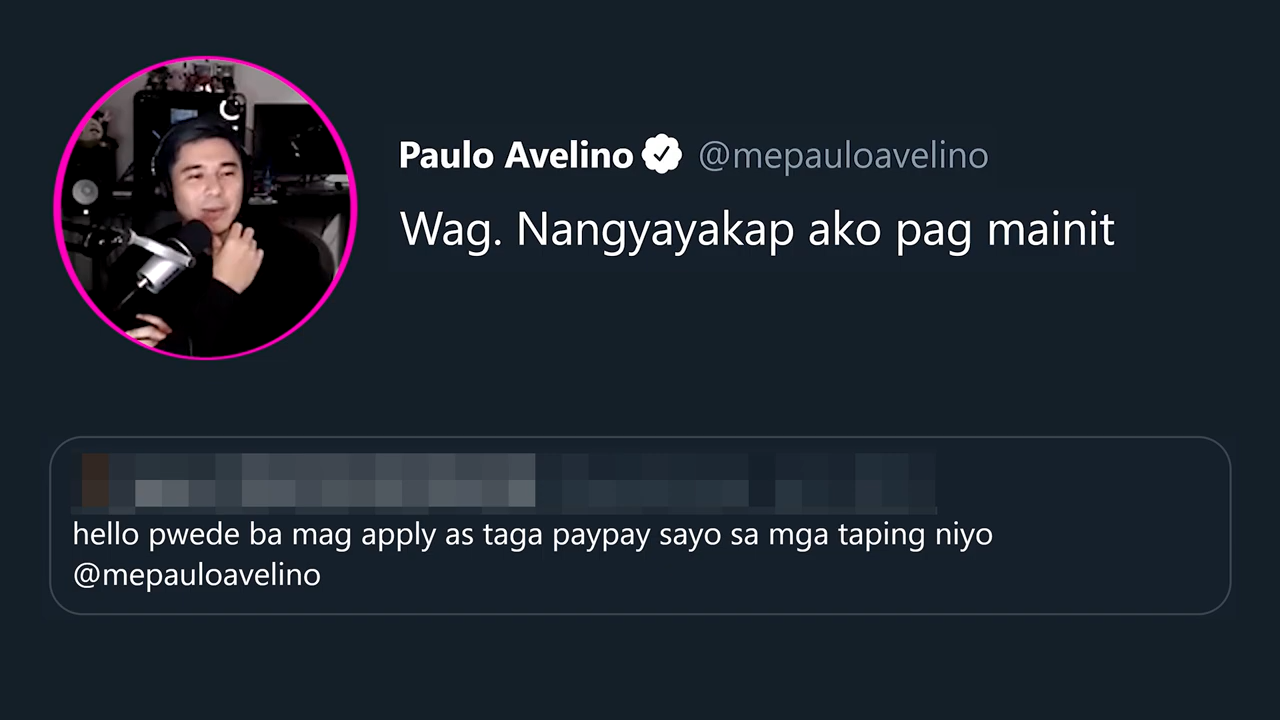 Paulo Avelino @mepauloavelino
Wag. Nangyayakap ako pag mainit
hello pwede ba mag apply as taga paypay sayo sa mga taping niyo
@mepauloavelino